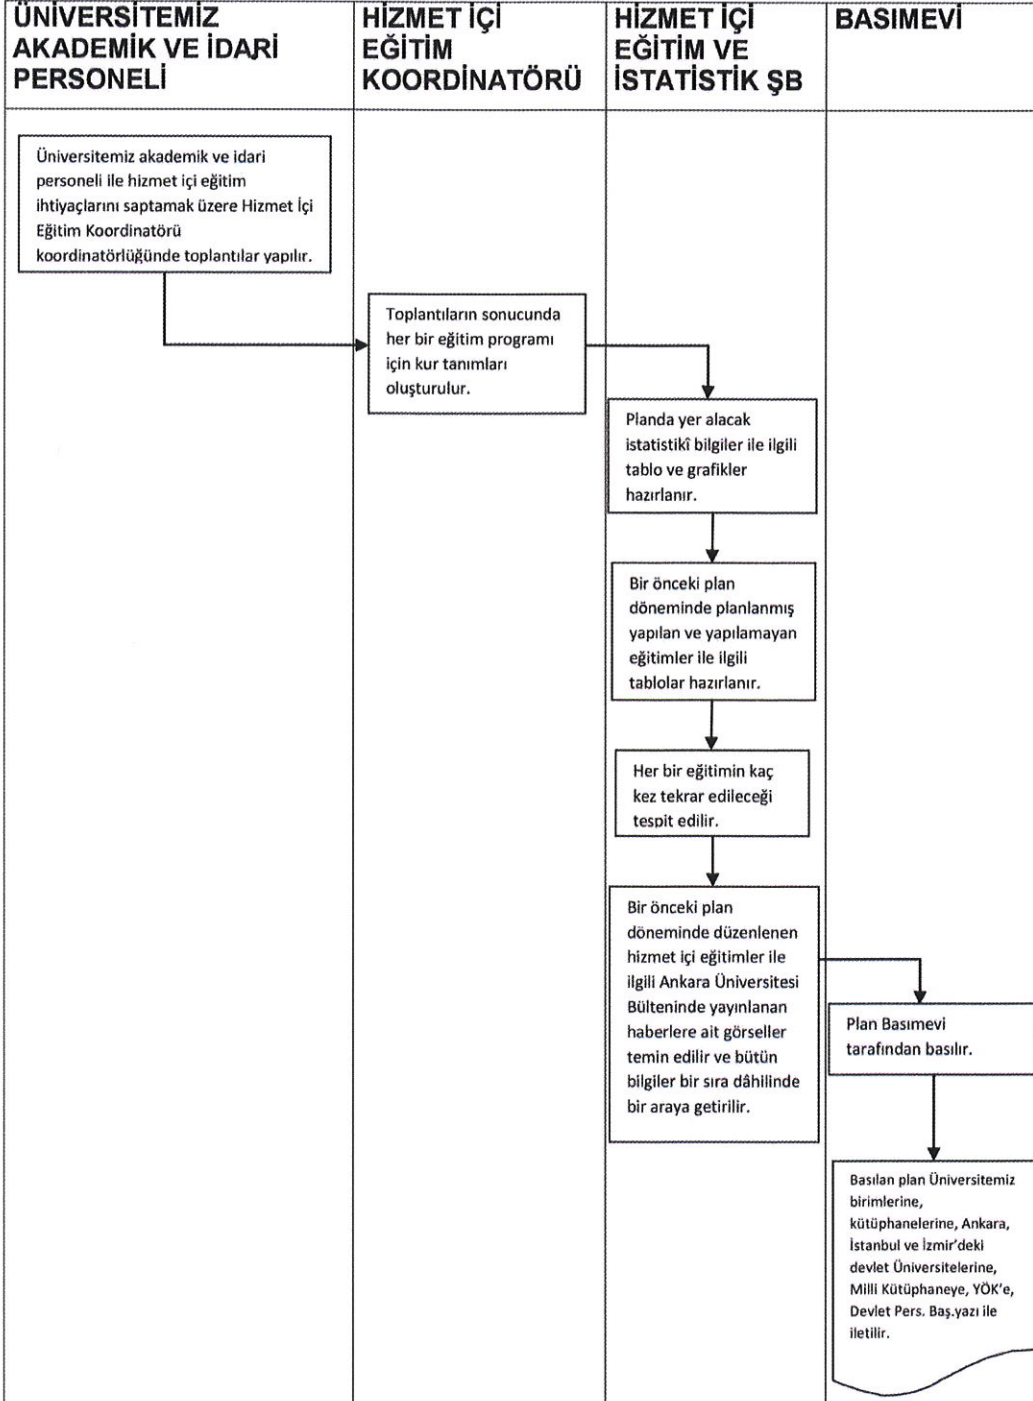 ÜNİVERSİTEMİZ
AKADEMİK VE İDARİ
PERSONELİ
HİZMET İÇİ
EĞİTİM
KOORDİNATÖRÜ
HİZMET İÇİ
EĞİTİM VE
İSTATİSTİK ŞB
BASIMEVİ
Üniversitemiz akademik ve idari
personeli ile hizmet içi eğitim
ihtiyaçlarını saptamak üzere Hizmet İçi
Eğitim Koordinatörü
koordinatörlüğünde toplantılar yapılır.
Toplantıların sonucunda
her bir eğitim programı
için kur tanımları
oluşturulur.
Planda yer alacak
istatistikî bilgiler ile ilgili
tablo ve grafikler
hazırlanır.
Bir önceki plan
döneminde planlanmış
yapılan ve yapılamayan
eğitimler ile ilgili
tablolar hazırlanır.
Her bir eğitimin kaç
kez tekrar edileceği
tespit edilir.
Bir önceki plan
döneminde düzenlenen
hizmet içi eğitimler ile
ilgili Ankara Üniversitesi
Bülteninde yayınlanan
haberlere ait görseller
temin edilir ve bütün
bilgiler bir sıra dâhilinde
bir araya getirilir.
Plan Basımevi
tarafından basılır.
Basılan plan Üniversitemiz
birimlerine,
kütüphanelerine, Ankara,
İstanbul ve İzmir'deki
devlet Üniversitelerine,
Milli Kütüphaneye, YÖK'e,
Devlet Pers. Baş.yazı ile
iletilir.